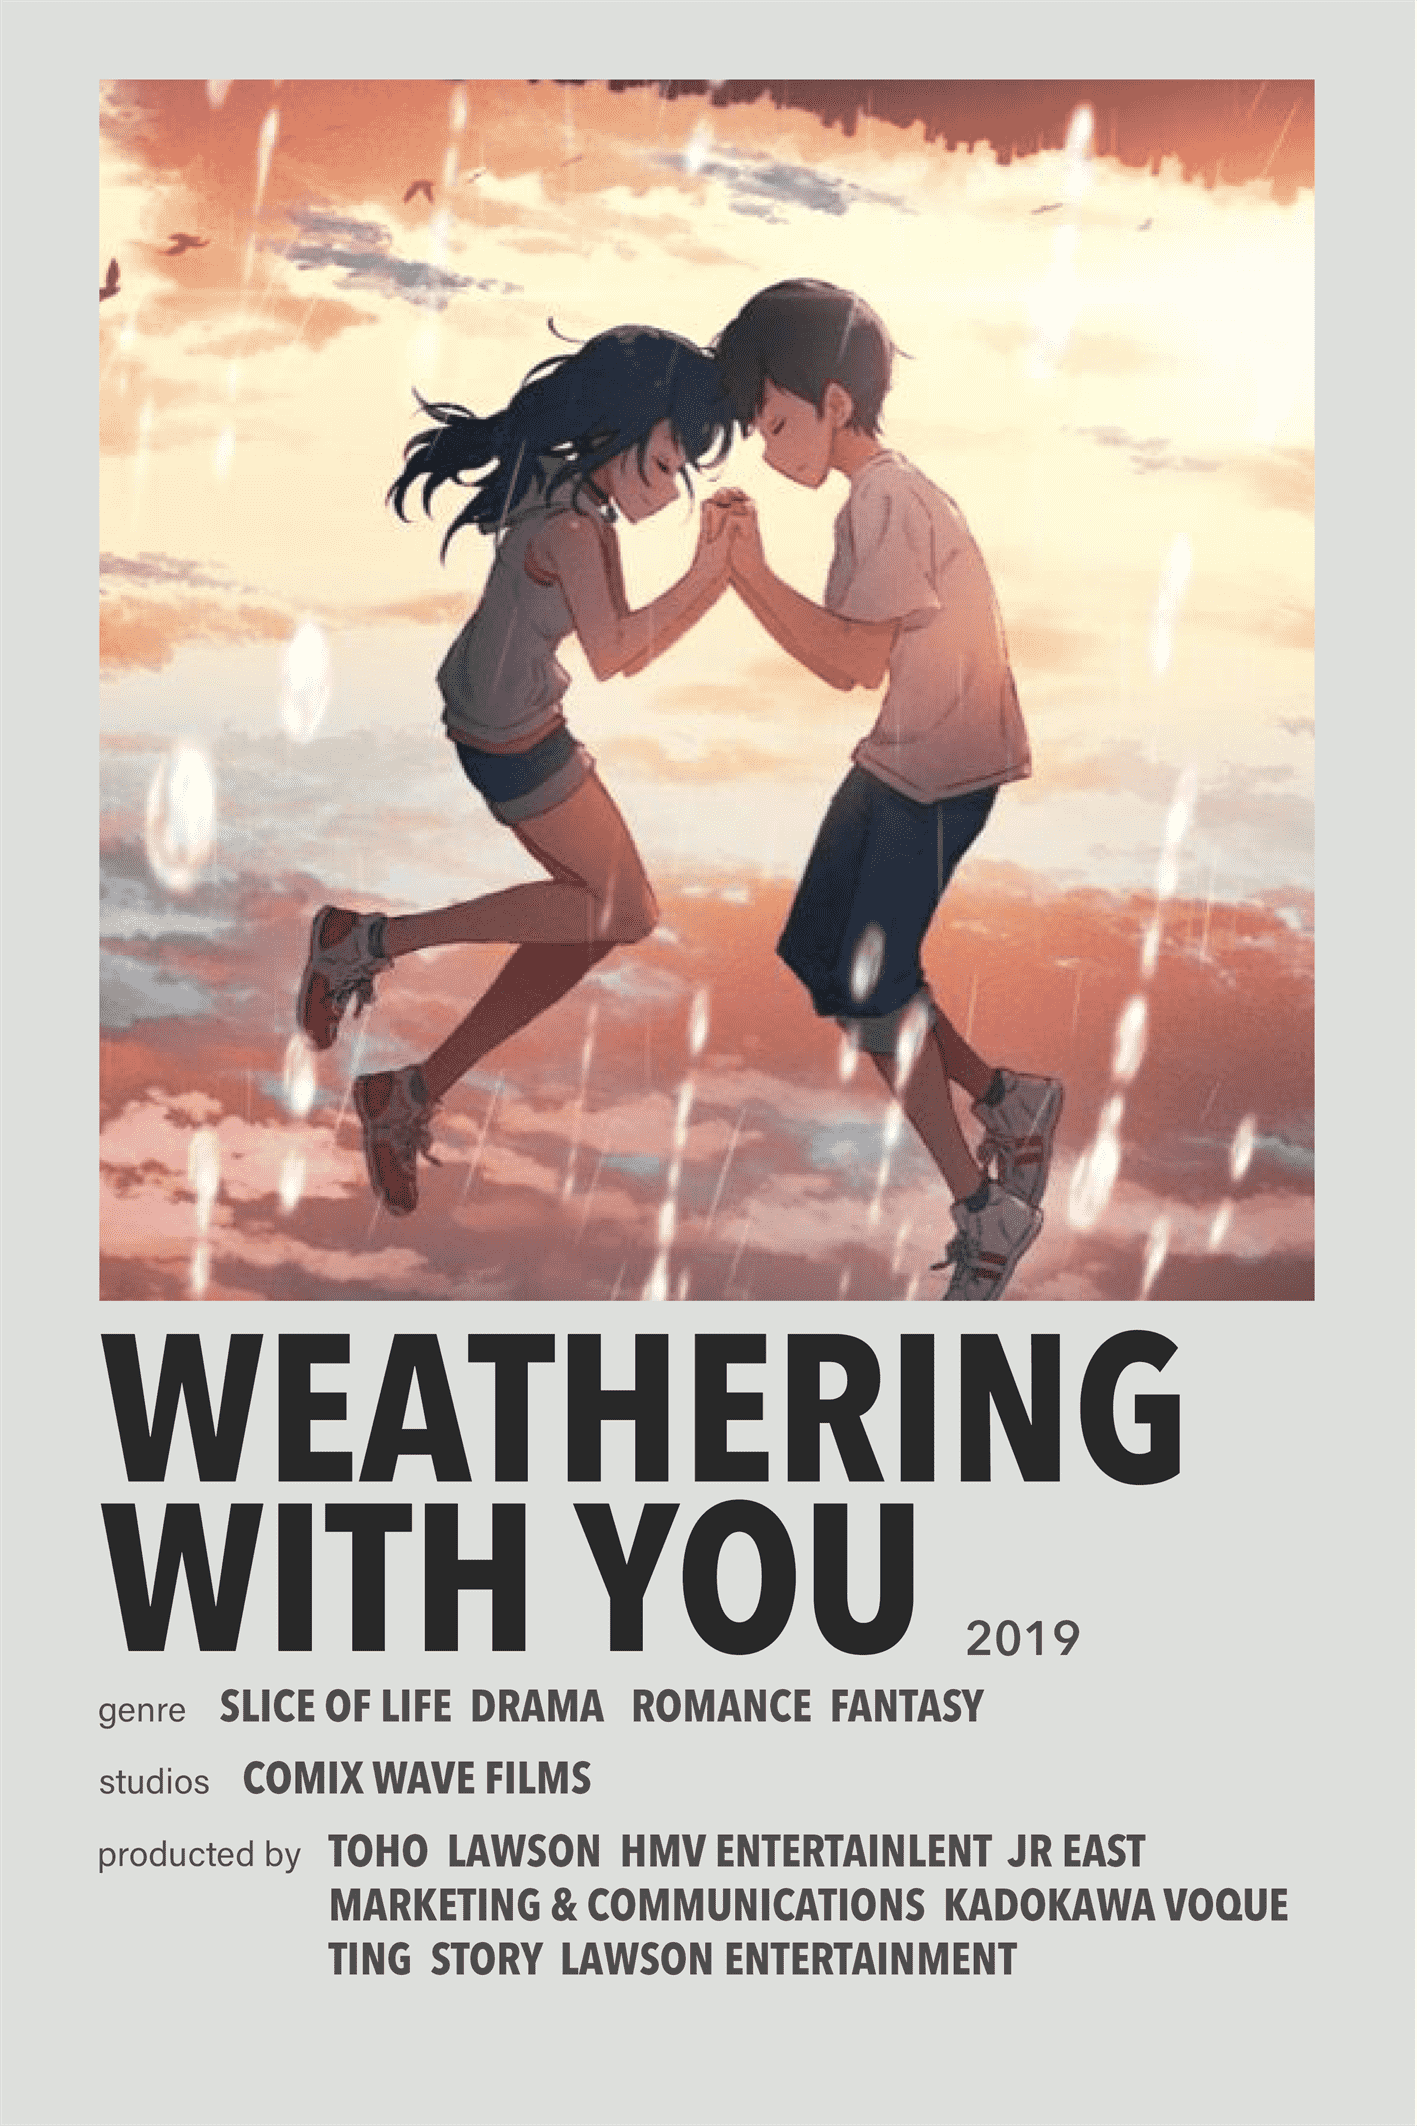 WEATHERING
WITH YOU 2019
genre SLICE OF LIFE DRAMA ROMANCE FANTASY
studios COMIX WAVE FILMS
producted by TOHO LAWSON HMV ENTERTAINLENT JR EAST
MARKETING & COMMUNICATIONS KADOKAWA VOQUE
TING STORY LAWSON ENTERTAINMENT